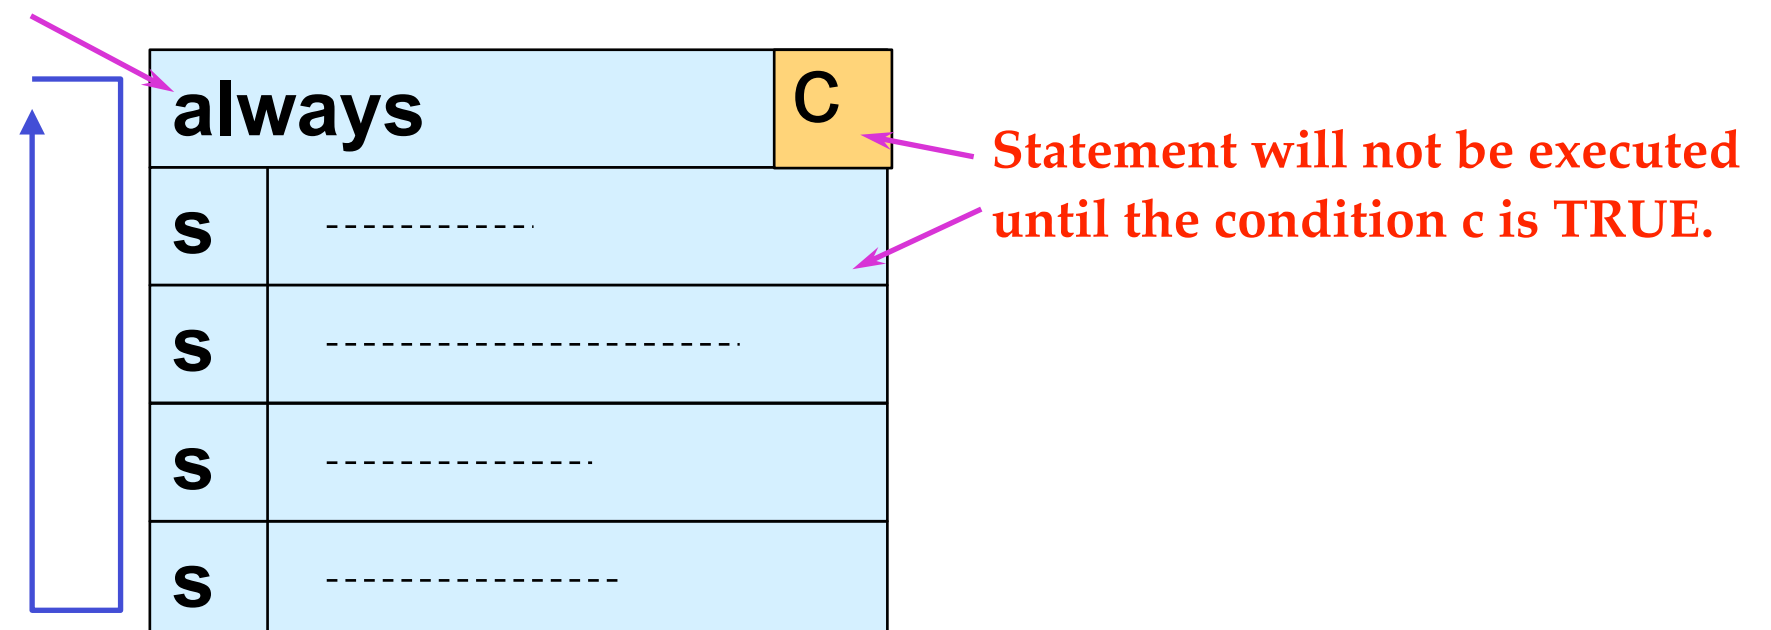 always C
Statement will not be executed
until the condition c is TRUE.
s
s
s
s